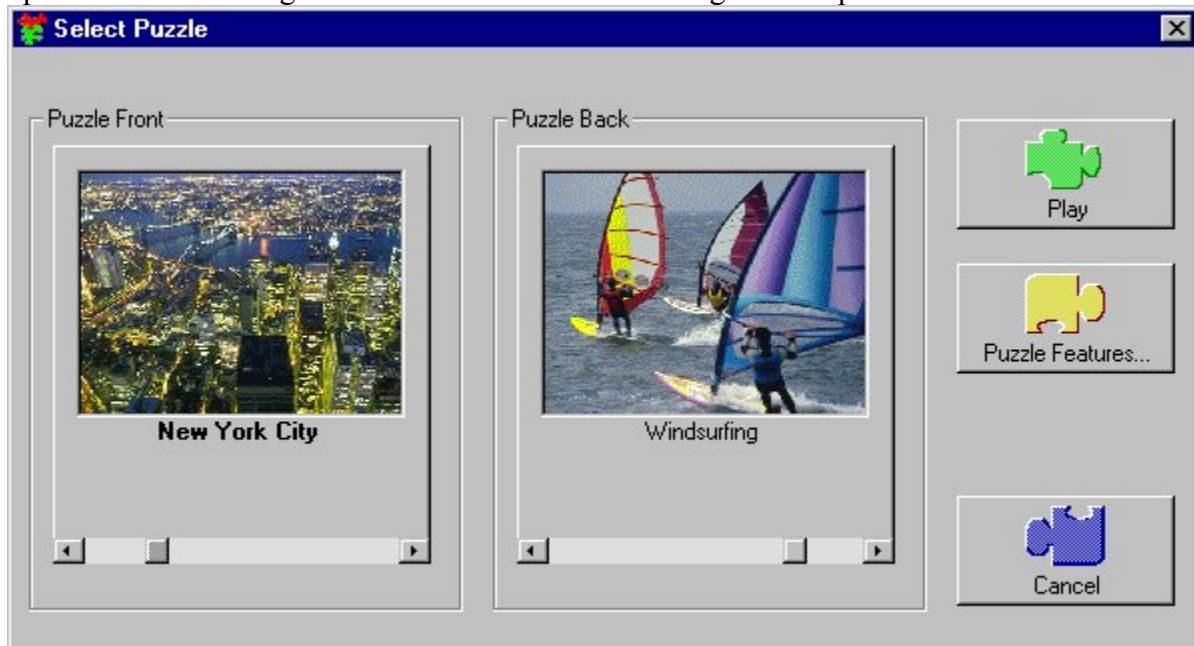 Select Puzzle
Puzzle Front
Puzzle Back
New York City
Windsurfing
Play
Puzzle Features...
Cancel